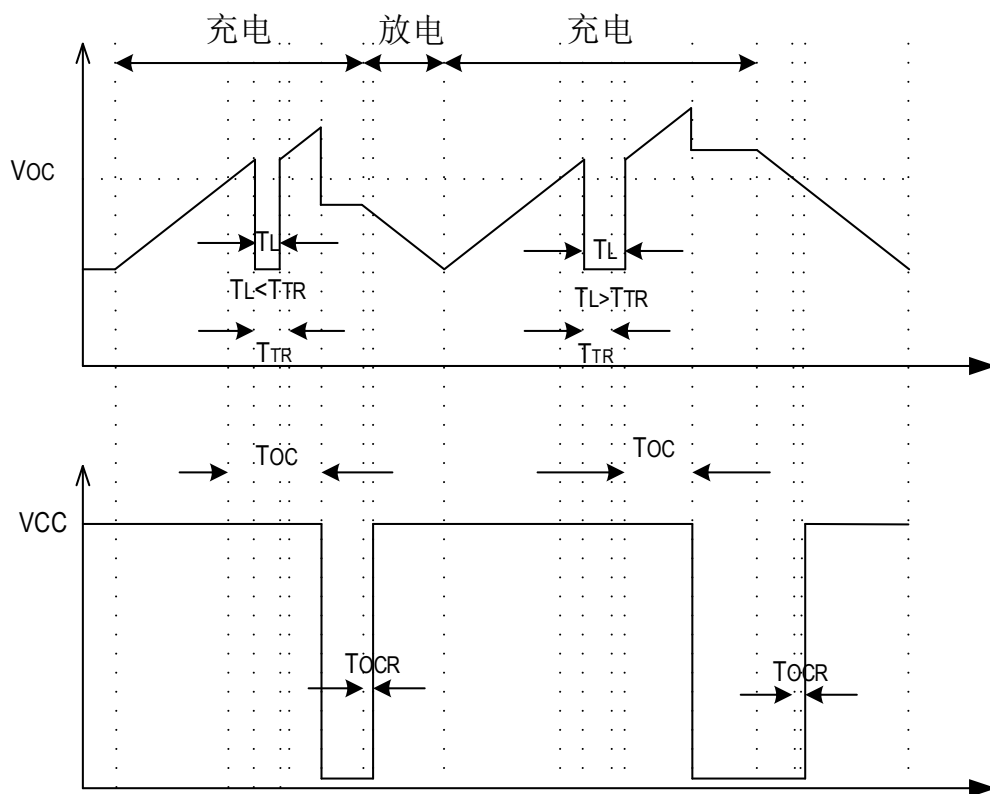 充电 放电 充电
VOC
TL TL
TL<TTR TL>TTR
TTR TTR
TOC TOC
VCC
TOCR TOCR